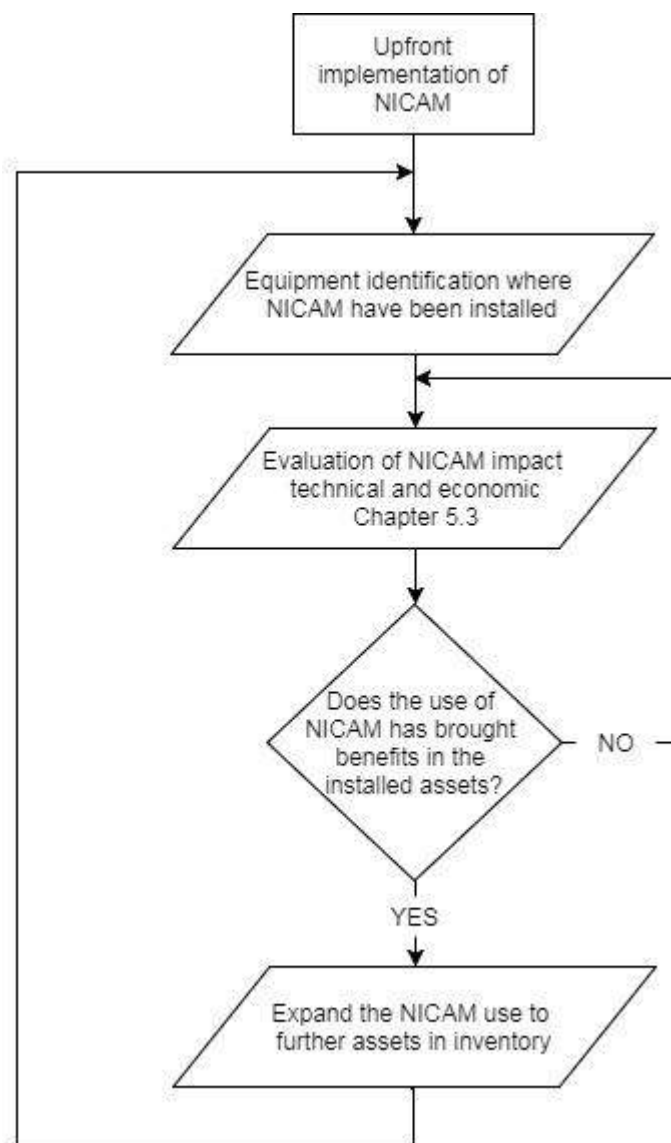 Upfront
implementation of
NICAM
Equipment identification where
NICAM have been installed
Evaluation of NICAM impact
technical and economic
Chapter 5.3
Does the use of
NICAM has brought
benefits in the
installed assets?
NO
YES
Expand the NICAM use to
further assets in inventory